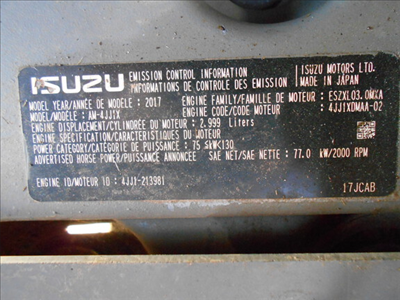 ISUZU
EMISSION CONTROL INFORMATION
INFORMATIONS DE CONTROLE DES EMISSION
ISUZU MOTORS LTD.
MADE IN JAPAN
MODEL YEAR/ANNÉE DE MODÈLE : 2017
ENGINE FAMILY/FAMILLE DE MOTEUR : ESZXL03.0MXA
MODEL/MODÈLE : AM-4JJ1X
ENGINE CODE/CODE MOTEUR : 4JJ1XDMAA-02
ENGINE DISPLACEMENT/CYLINDRÉE DU MOTEUR : 2.999 Liters
ENGINE SPECIFICATION/CARACTERISTIQUES DU MOTEUR
POWER CATEGORY/CATÉGORIE DE PUISSANCE : 75 ≤kW<130
ADVERTISED HORSE POWER/PUISSANCE ANNONCÉE SAE NET/SAE NETTE : 77.0 kW/2000 RPM
ENGINE ID/MOTEUR ID : 4JJ1-213981
17JCAB